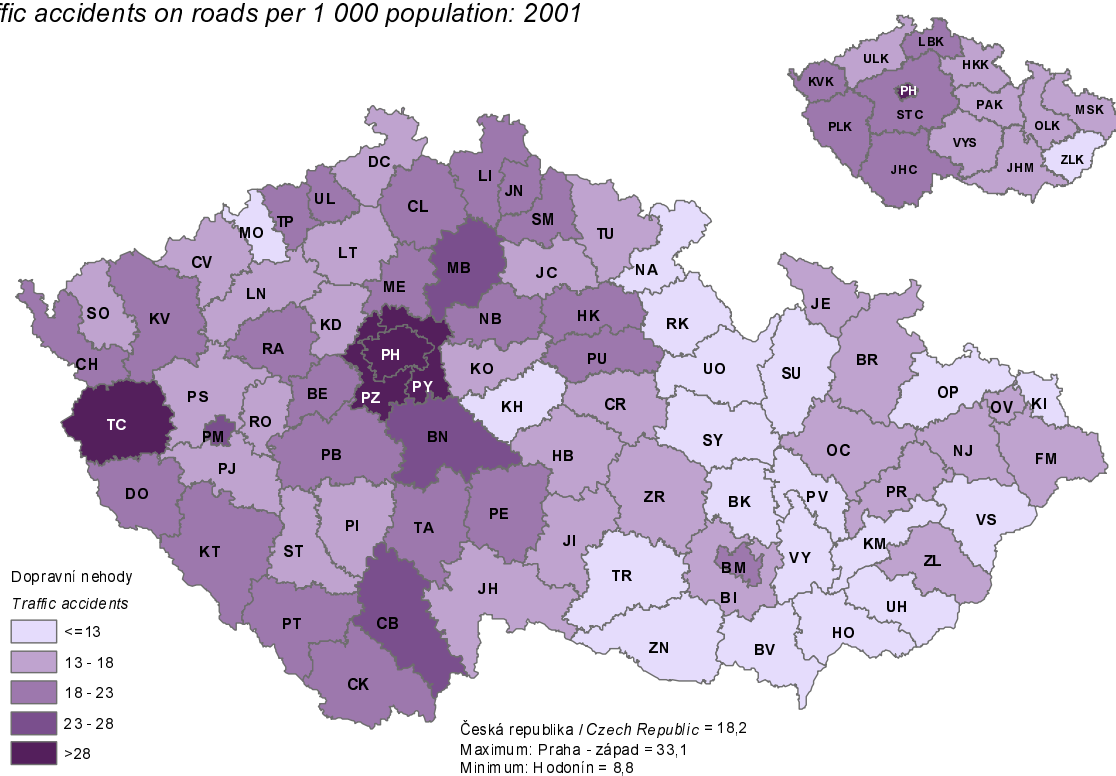 ffic accidents on roads per 1 000 population: 2001
LBK
ULK
HKK
KVK
PH
STC
PAK
MSK
PLK
OLK
VYS
ZLK
JHC
JHM
DC
LI
JN
UL
CL
SM
TP
MO
TU
LT
CV
MB
JC
NA
ME
LN
SO
KV
KD
NB
HK
RK
JE
RA
PH
PU
BR
CH
KO
UO
SU
PY
PZ
BE
PS
OP
KI
OV
KH
CR
RO
TC
PM
BN
SY
PB
HB
OC
NJ
FM
PJ
DO
ZR
PR
BK
PV
PE
VS
PI
TA
KT
ST
JI
KM
VY
ZL
BM
TR
JH
BI
UH
PT
CB
HO
ZN
BV
CK
Dopravní nehody
Traffic accidents
<=13
13 - 18
18 - 23
23 - 28
>28
Česká republika / Czech Republic = 18,2
Maximum: Praha - západ = 33,1
Minimum: Hodonín = 8,8